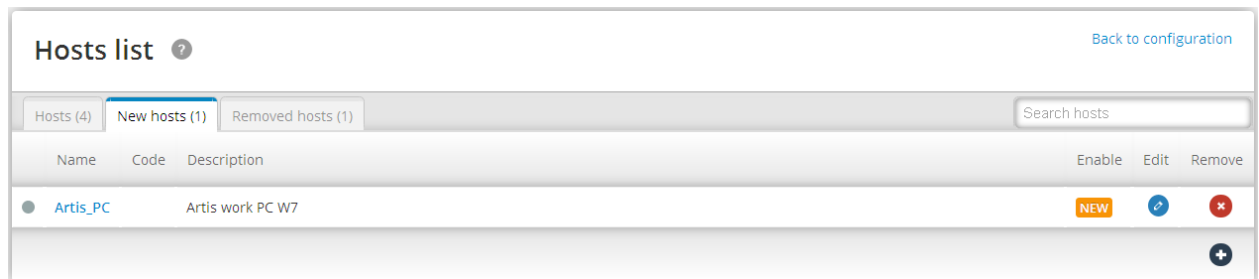 Hosts list ?
Back to configuration
Hosts (4) New hosts (1) Removed hosts (1) Search hosts
Name Code Description Enable Edit Remove
Artis_PC Artis work PC W7 NEW